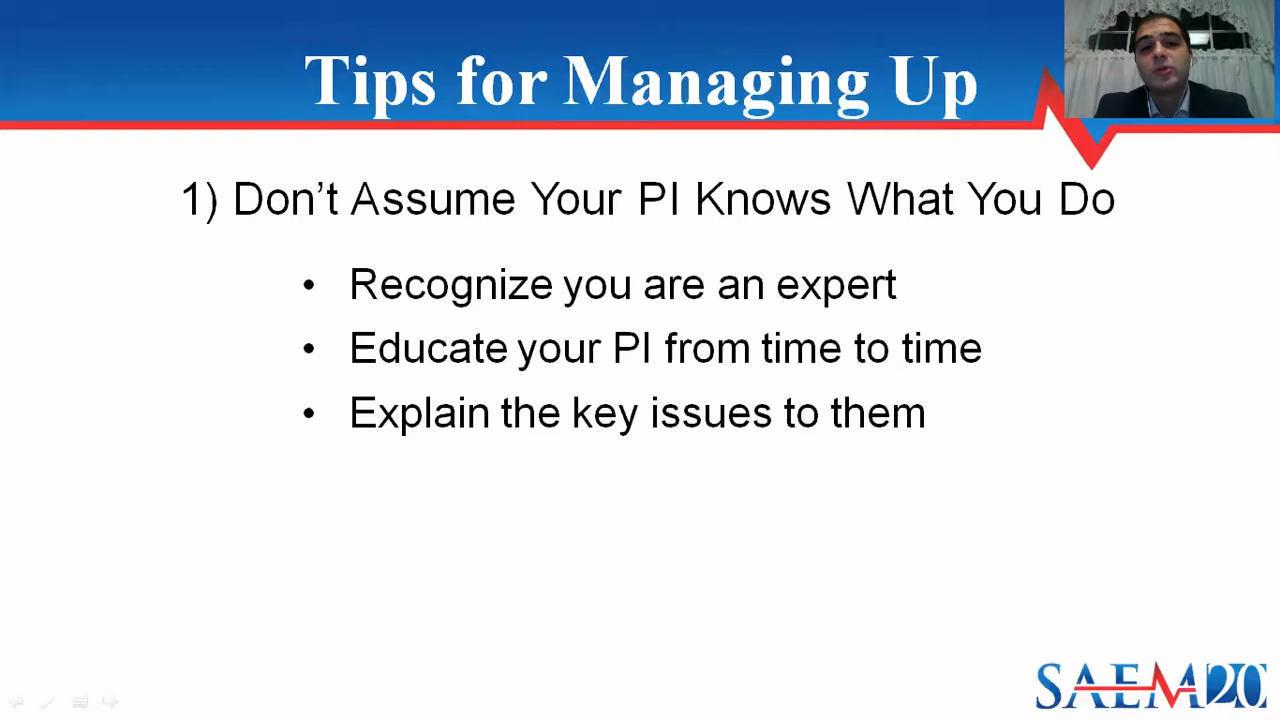 Tips for Managing Up
1) Don't Assume Your PI Knows What You Do
• Recognize you are an expert
• Educate your PI from time to time
• Explain the key issues to them
SAEM20